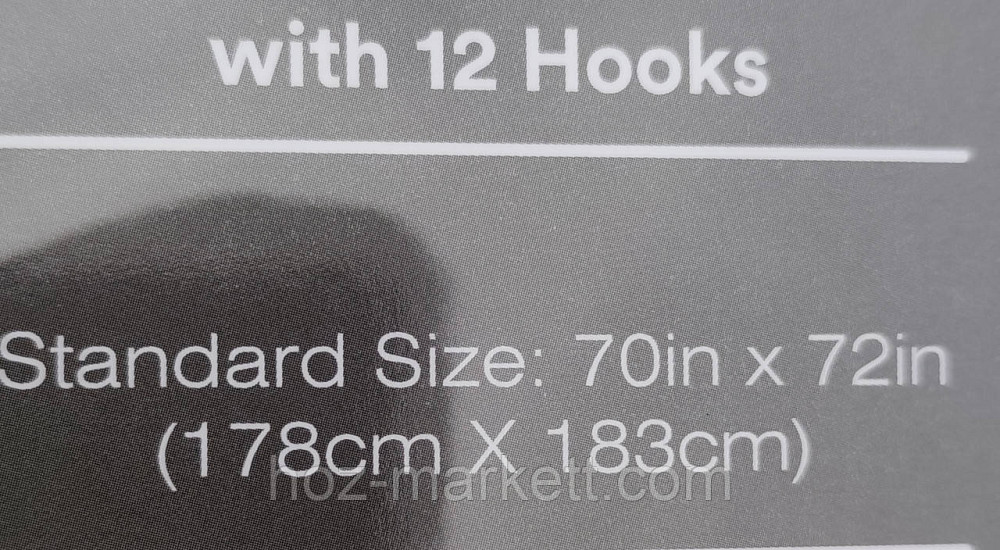 with 12 Hooks
Standard Size: 70in x 72in
(178cm X 183cm)
hoz-markett.com